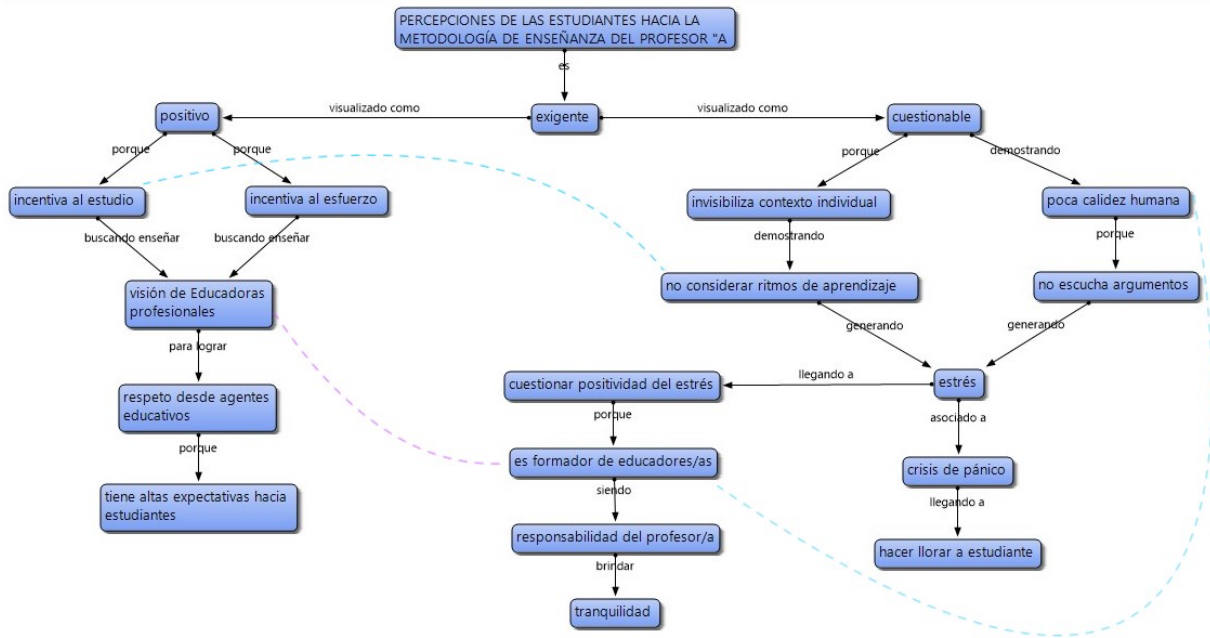 PERCEPCIONES DE LAS ESTUDIANTES HACIA LA
METODOLOGÍA DE ENSEÑANZA DEL PROFESOR "A
es
positivo
visualizado como
exigente
visualizado como
cuestionable
porque
porque
porque
demostrando
incentiva al estudio
incentiva al esfuerzo
invisibiliza contexto individual
poca calidez humana
buscando enseñar
buscando enseñar
demostrando
porque
visión de Educadoras
profesionales
no considerar ritmos de aprendizaje
no escucha argumentos
para lograr
generando
generando
respeto desde agentes
educativos
cuestionar positividad del estrés
llegando a
estrés
porque
porque
asociado a
tiene altas expectativas hacia
estudiantes
es formador de educadores/as
crisis de pánico
siendo
llegando a
responsabilidad del profesor/a
hacer llorar a estudiante
brindar
tranquilidad